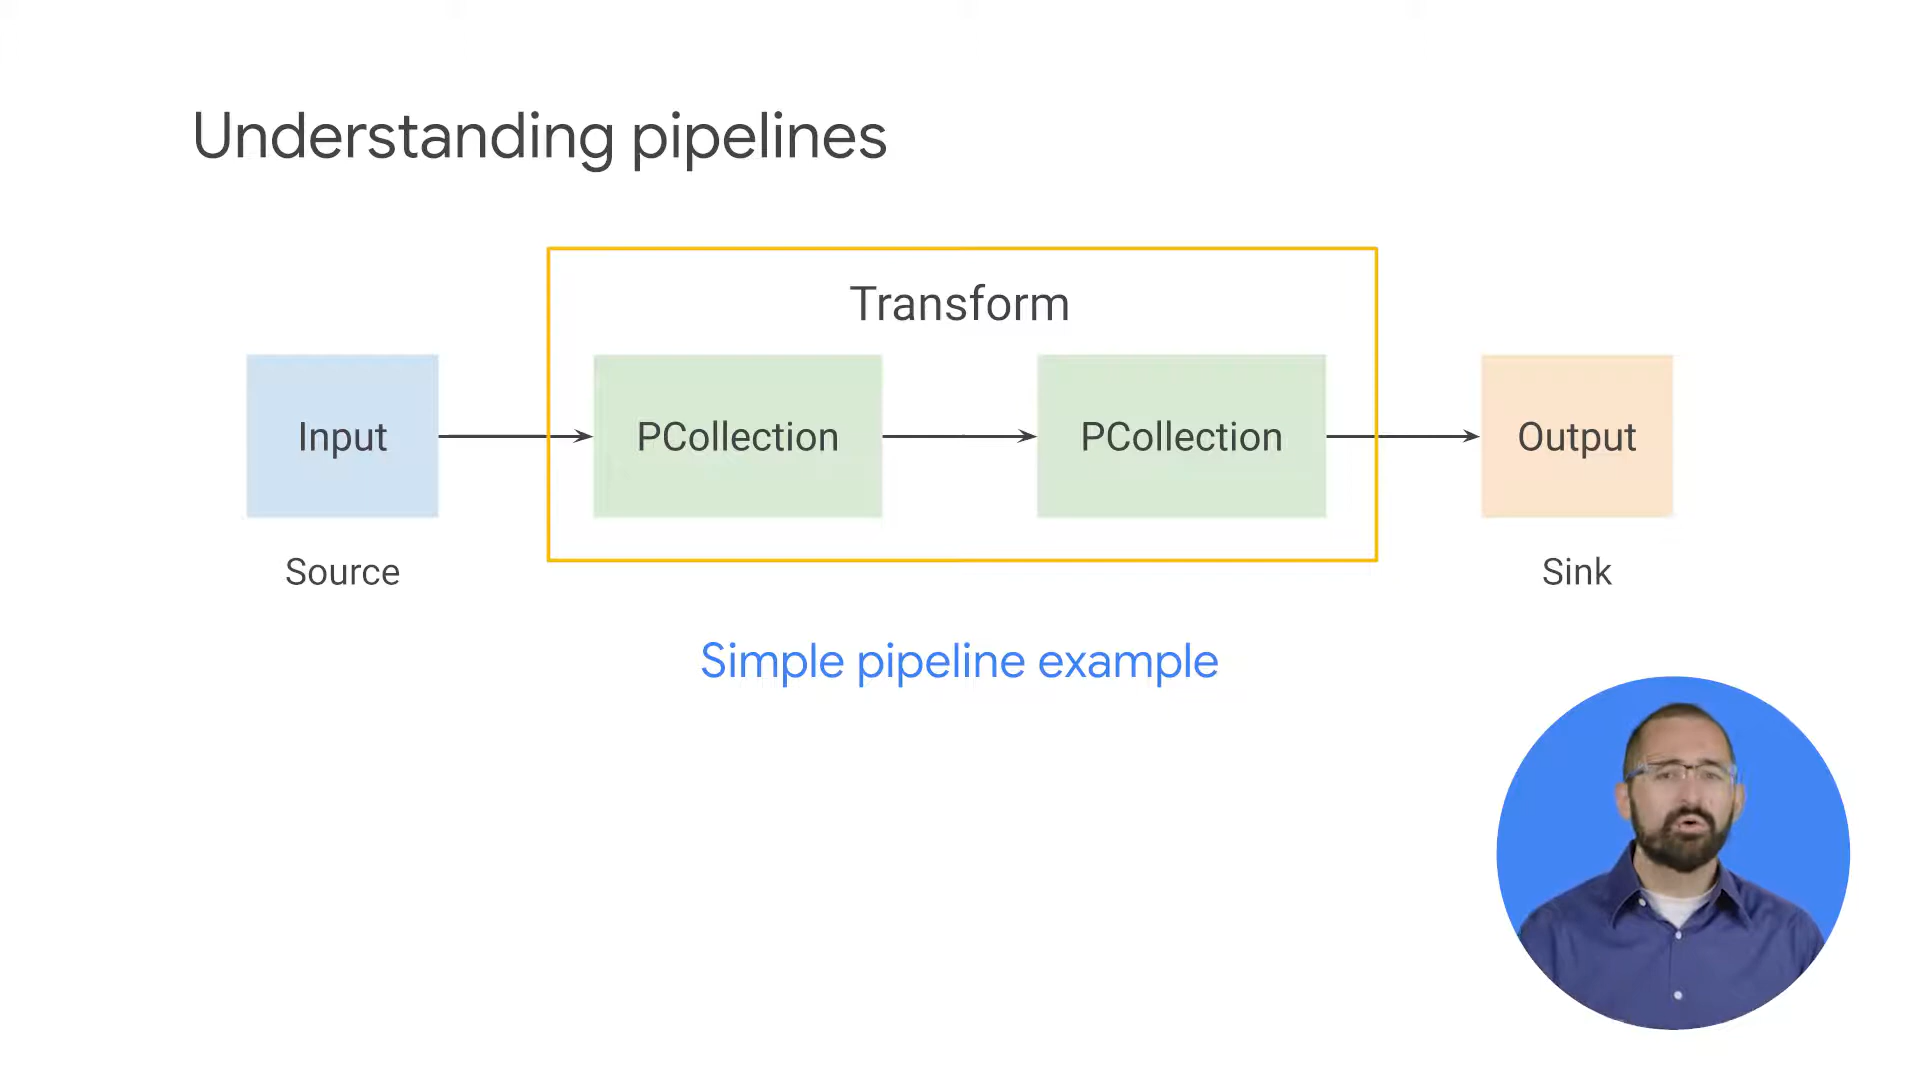 Understanding pipelines
Transform
Input
PCollection
PCollection
Output
Source
Sink
Simple pipeline example